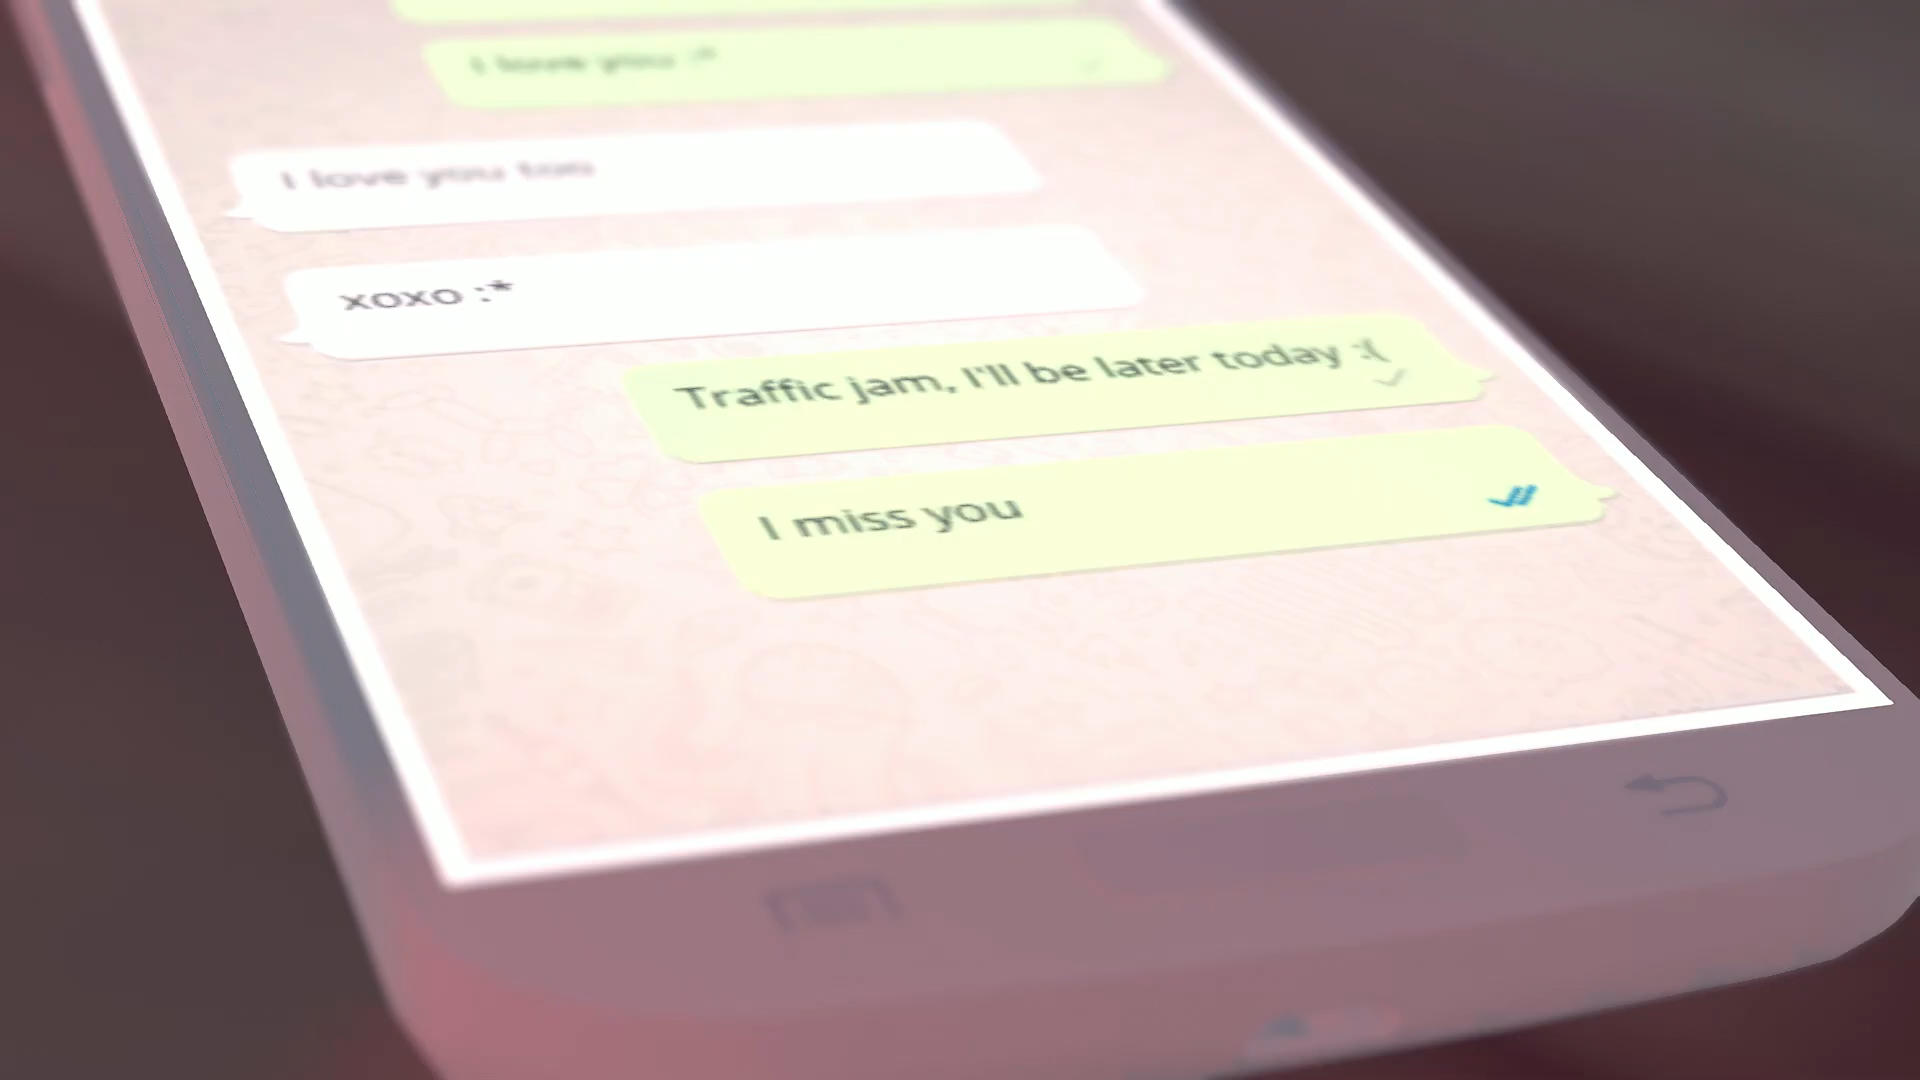 I love you :*
I love you too
xoxo :*
Traffic jam, I'll be later today :(
I miss you